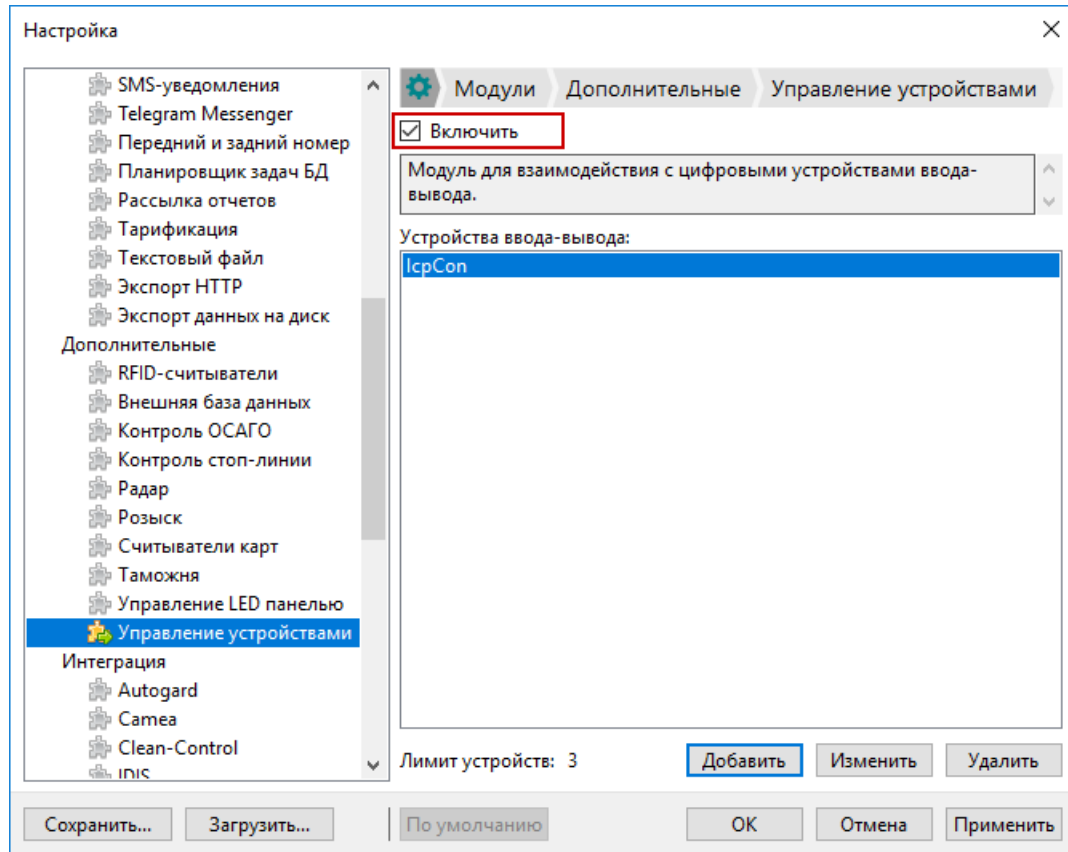 Настройка
SMS-уведомления
Telegram Messenger
Передний и задний номер
Планировщик задач БД
Рассылка отчетов
Тарификация
Текстовый файл
Экспорт HTTP
Экспорт данных на диск
Дополнительные
RFID-считыватели
Внешняя база данных
Контроль ОСАГО
Контроль стоп-линии
Радар
Розыск
Считыватели карт
Таможня
Управление LED панелью
Управление устройствами
Интеграция
Autogard
Camea
Clean-Control
IDIS
Модули Дополнительные Управление устройствами
Включить
Модуль для взаимодействия с цифровыми устройствами ввода-
вывода.
Устройства ввода-вывода:
IcpCon
Лимит устройств: 3 Добавить Изменить Удалить
Сохранить... Загрузить... По умолчанию OK Отмена Применить